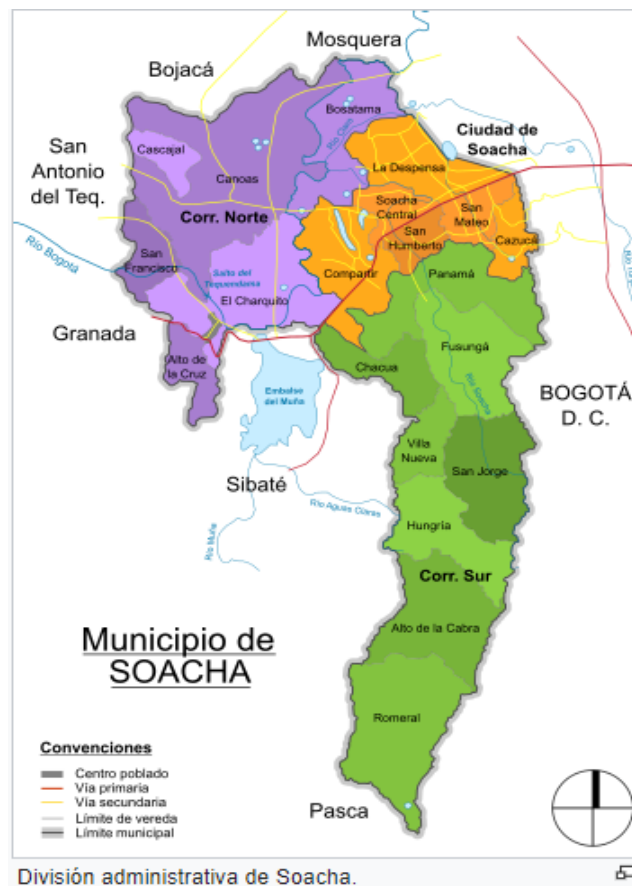 Mosquera
Bojacá
Bosatama
Río Claro
Ciudad de
Soacha
San
Antonio
del Teq.
Cascajal
Canoas
La Despensa
Corr. Norte
Soacha
Central
San
Mateo
San
Humberto
Cazucá
Río Bogotá
San
Francisco
Salto del
Tequendama
Compartir
Panamá
El Charquito
Granada
Fusungá
Alto de
la Cruz
Chacua
Río Soacha
Embalse
del Muña
BOGOTÁ
D. C.
Villa
Nueva
San Jorge
Sibaté
Río Aguas Claras
Río Muña
Hungría
Corr. Sur
Alto de la Cabra
Municipio de
SOACHA
Romeral
Convenciones
Centro poblado
Vía primaria
Vía secundaria
Límite de vereda
Límite municipal
Pasca
División administrativa de Soacha.